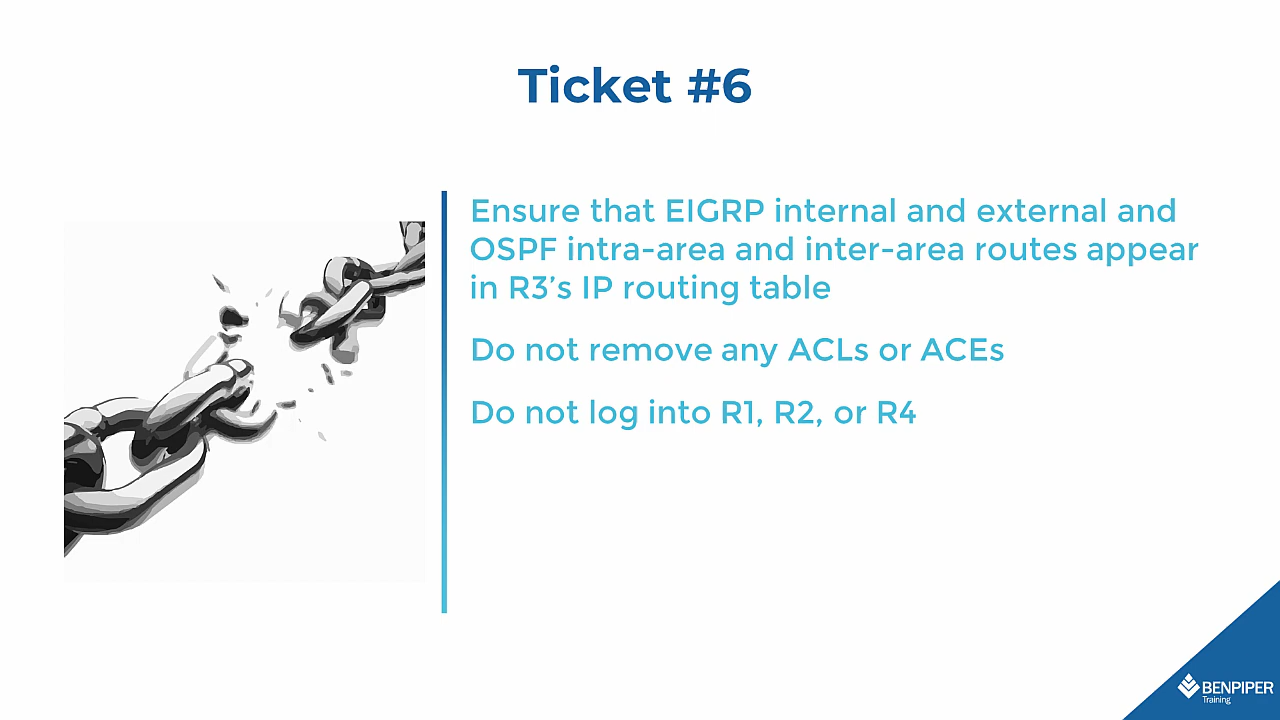 Ticket #6
Ensure that EIGRP internal and external and
OSPF intra-area and inter-area routes appear
in R3’s IP routing table
Do not remove any ACLs or ACEs
Do not log into R1, R2, or R4
BENPIPER
Training